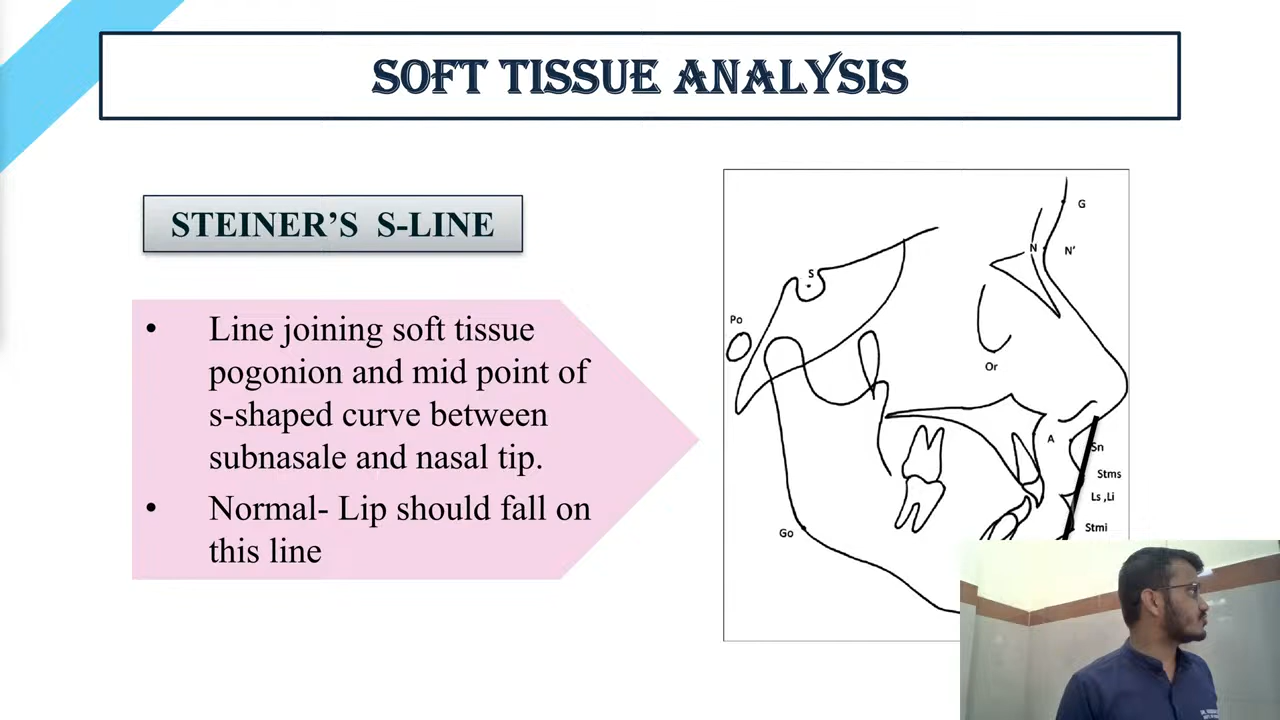 SOFT TISSUE ANALYSIS
STEINER'S S-LINE
• Line joining soft tissue
pogonion and mid point of
s-shaped curve between
subnasale and nasal tip.
• Normal- Lip should fall on
this line
G
N
N'
S
Po
Or
A
Sn
Stms
Ls ,Li
Stmi
Go